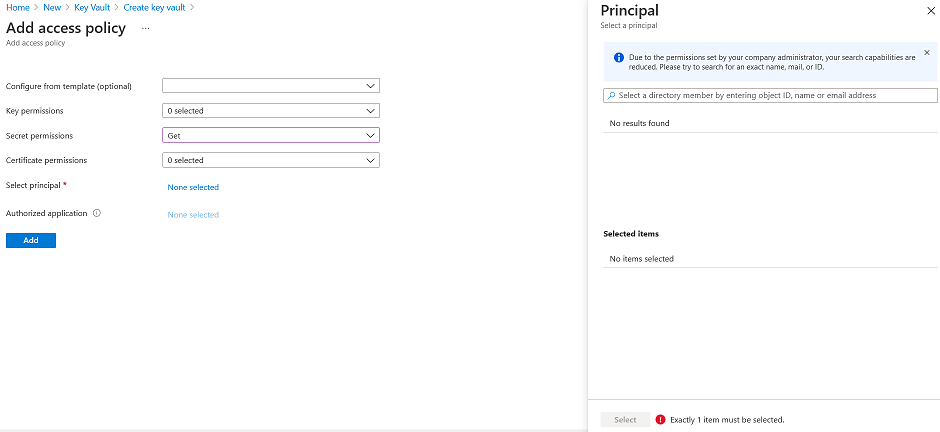 Home > New > Key Vault > Create key vault >
Add access policy ...
Add access policy
Configure from template (optional)
Key permissions 0 selected
Secret permissions Get
Certificate permissions 0 selected
Select principal * None selected
Authorized application None selected
Add
Principal
Select a principal
Due to the permissions set by your company administrator, your search capabilities are
reduced. Please try to search for an exact name, mail, or ID.
Select a directory member by entering object ID, name or email address
No results found
Selected items
No items selected
Select Exactly 1 item must be selected.